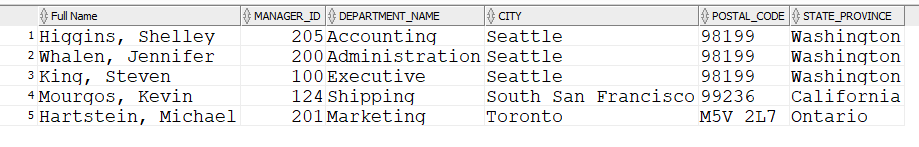 Full Name MANAGER_ID DEPARTMENT_NAME CITY POSTAL_CODE STATE_PROVINCE
1 Higgins, Shelley 205 Accounting Seattle 98199 Washington
2 Whalen, Jennifer 200 Administration Seattle 98199 Washington
3 King, Steven 100 Executive Seattle 98199 Washington
4 Mourgos, Kevin 124 Shipping South San Francisco 99236 California
5 Hartstein, Michael 201 Marketing Toronto M5V 2L7 Ontario